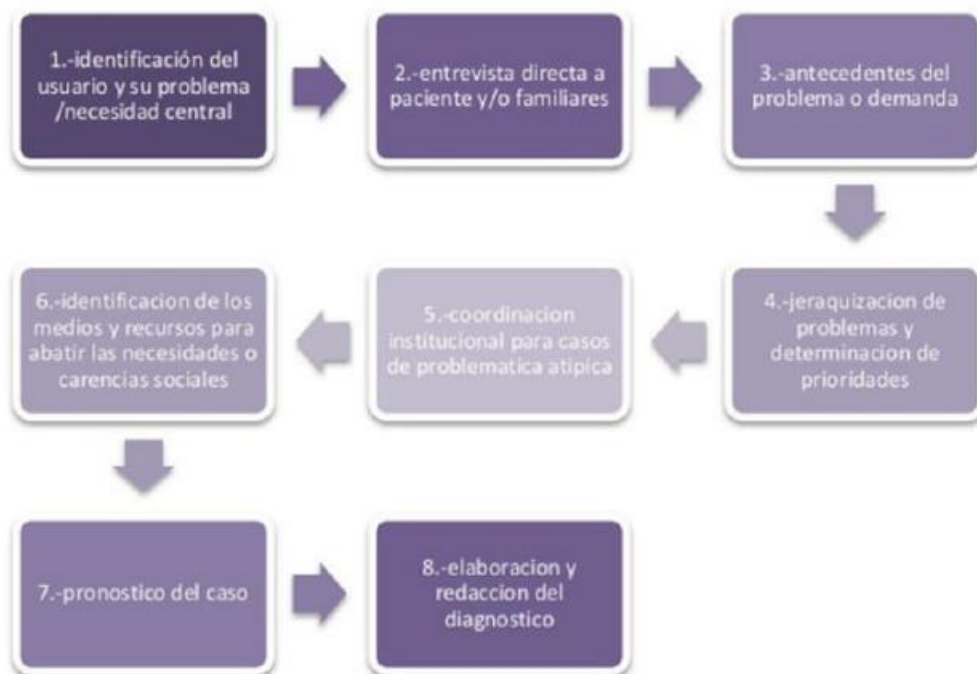 1.-identificación del
usuario y su problema
/necesidad central
2.-entrevista directa a
paciente y/o familiares
3.-antecedentes del
problema o demanda
4.-jeraquizacion de
problemas y
determinacion de
prioridades
5.-coordinacion
institucional para casos
de problematica atipica
6.-identificacion de los
medios y recursos para
abatir las necesidades o
carencias sociales
7.-pronostico del caso
8.-elaboracion y
redaccion del
diagnostico